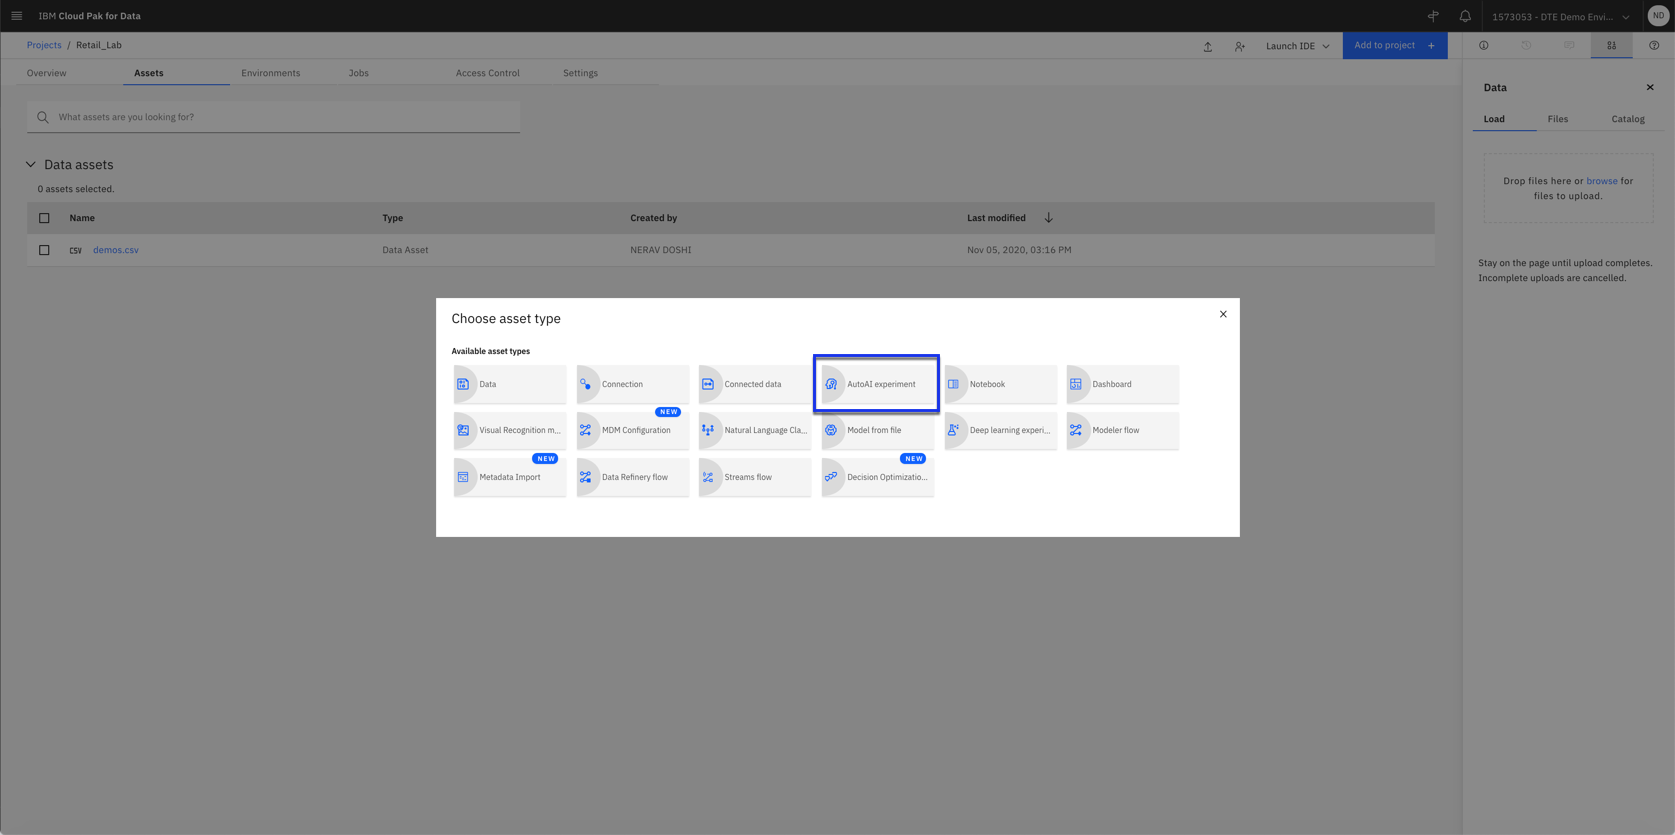 IBM Cloud Pak for Data
1573053 - DTE Demo Envi...
ND
Projects / Retail_Lab
Launch IDE
Add to project +
Overview
Assets
Environments
Jobs
Access Control
Settings
What assets are you looking for?
Data assets
0 assets selected.
Name Type Created by Last modified
CSV demos.csv Data Asset NERAV DOSHI Nov 05, 2020, 03:16 PM
Data
Load Files Catalog
Drop files here or browse for
files to upload.
Stay on the page until upload completes.
Incomplete uploads are cancelled.
Choose asset type
Available asset types
Data
Connection
Connected data
AutoAI experiment
Notebook
Dashboard
Visual Recognition m...
NEW
MDM Configuration
Natural Language Cla...
Model from file
Deep learning experi...
Modeler flow
NEW
Metadata Import
Data Refinery flow
Streams flow
NEW
Decision Optimizatio...